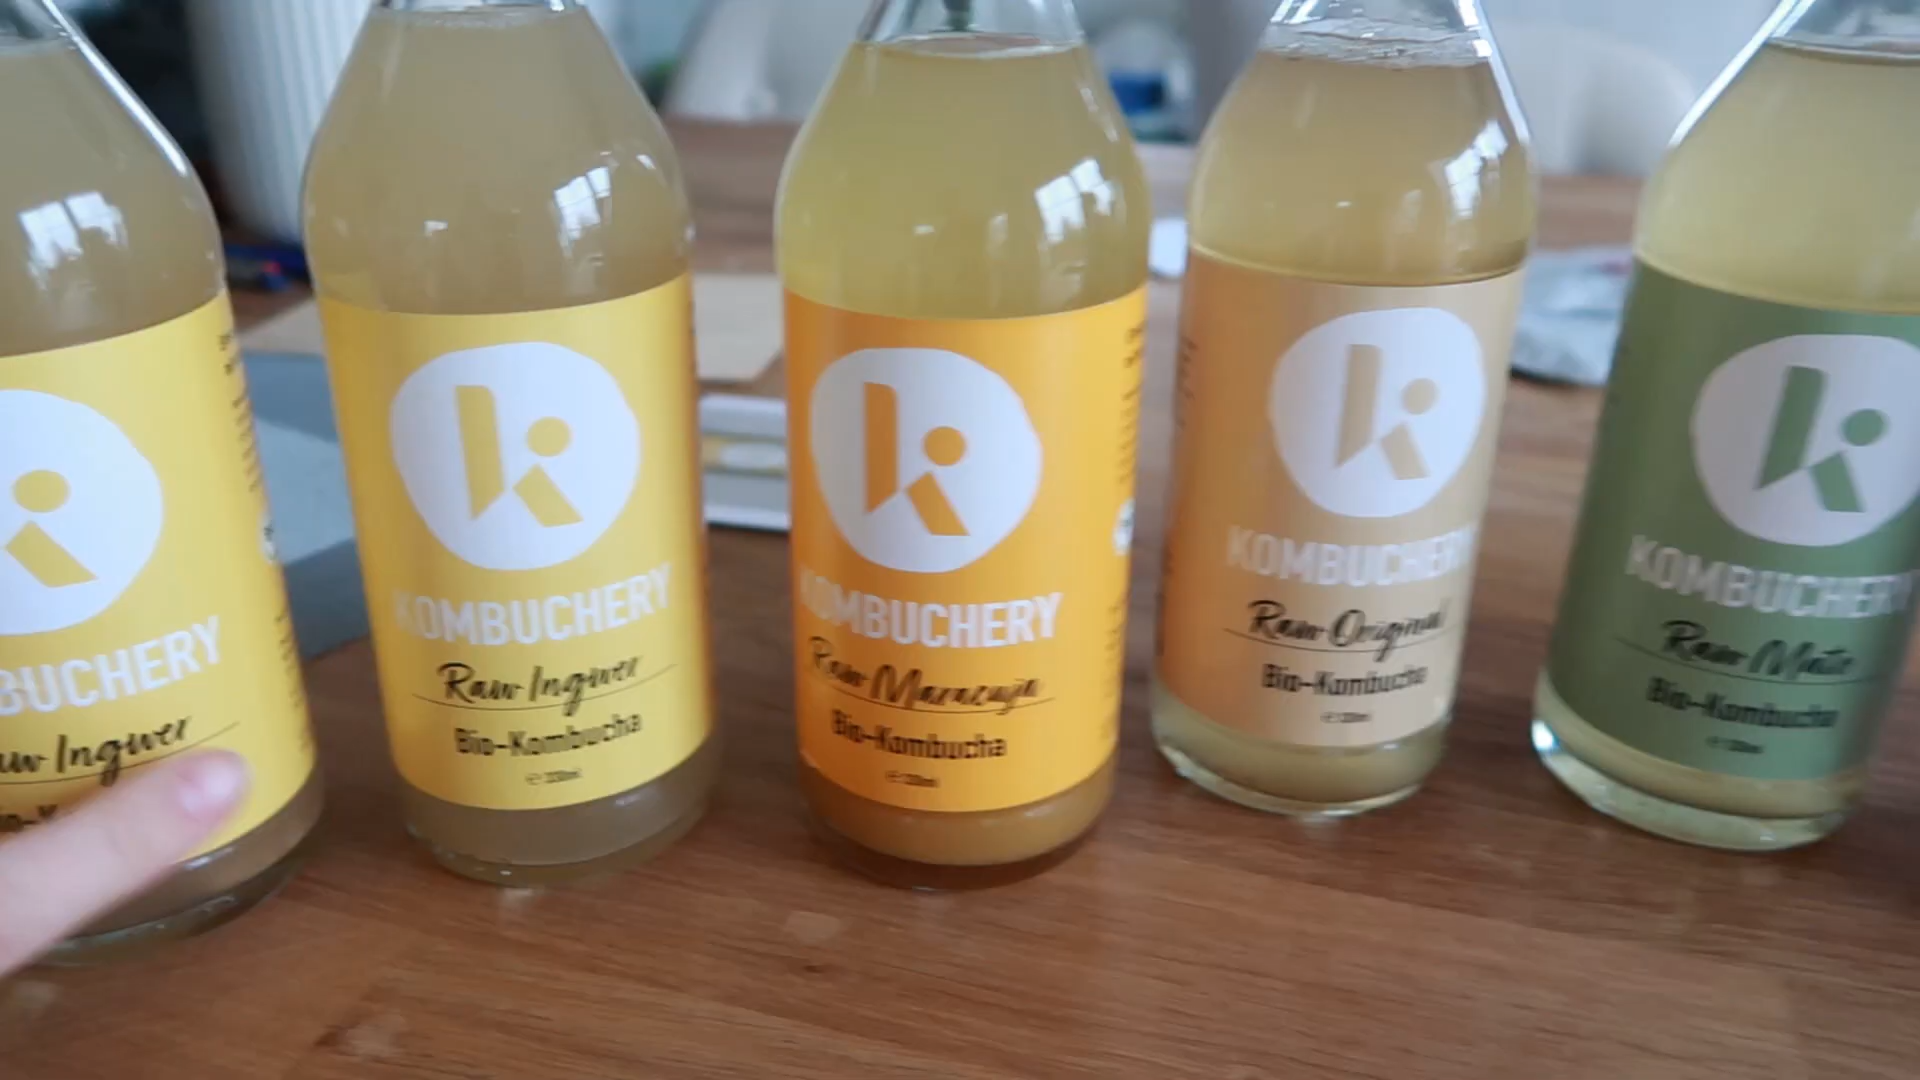 BUCHERY
aw Ingwer
KOMBUCHERY
Raw Ingwer
Bio-Kombucha
KOMBUCHERY
Raw Maracuja
Bio-Kombucha
KOMBUCHERY
Raw Original
Bio-Kombucha
KOMBUCHERY
Raw Mate
Bio-Kombucha